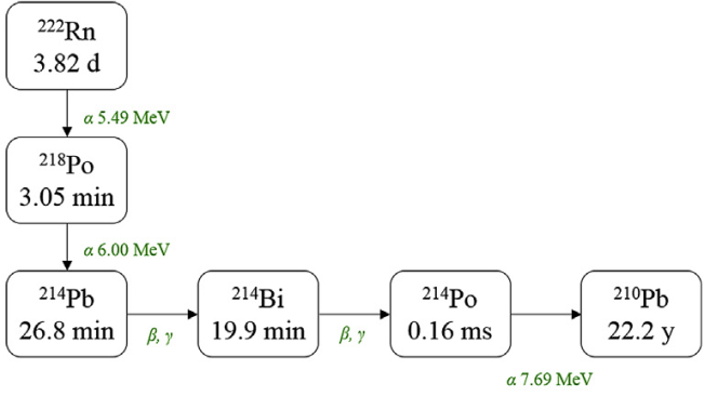 ²²²Rn
3.82 d
α 5.49 MeV
²¹⁸Po
3.05 min
α 6.00 MeV
²¹⁴Pb
26.8 min
β, γ
²¹⁴Bi
19.9 min
β, γ
²¹⁴Po
0.16 ms
α 7.69 MeV
²¹⁰Pb
22.2 y